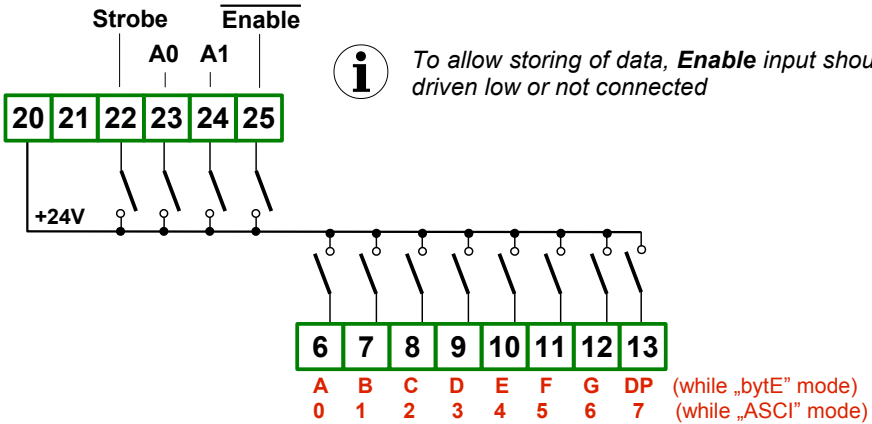 Strobe Enable
A0 A1
To allow storing of data, Enable input
driven low or not connected
20 21 22 23 24 25
+24V
6 7 8 9 10 11 12 13
A B C D E F G DP (while „bytE” mode)
0 1 2 3 4 5 6 7 (while „ASCI” mode)